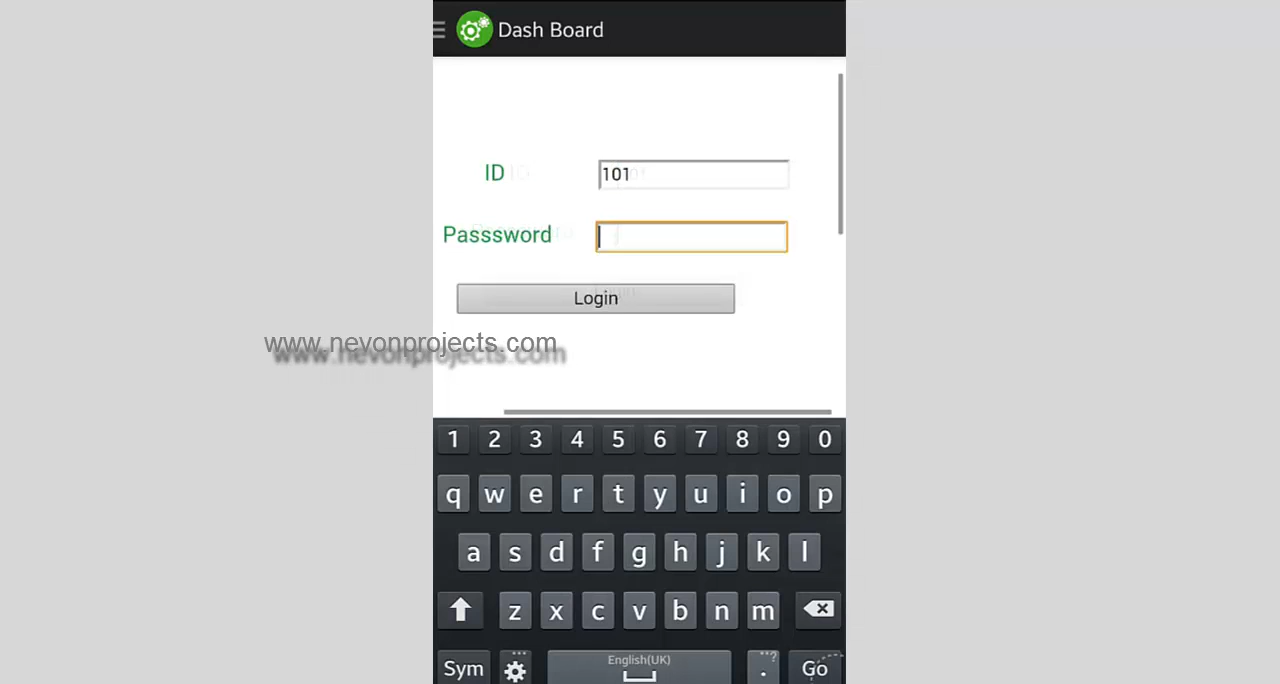 Dash Board
ID 101
Passsword
Login
www.nevonprojects.com
1 2 3 4 5 6 7 8 9 0
q w e r t y u i o p
a s d f g h j k l
z x c v b n m
Sym English(UK) . Go